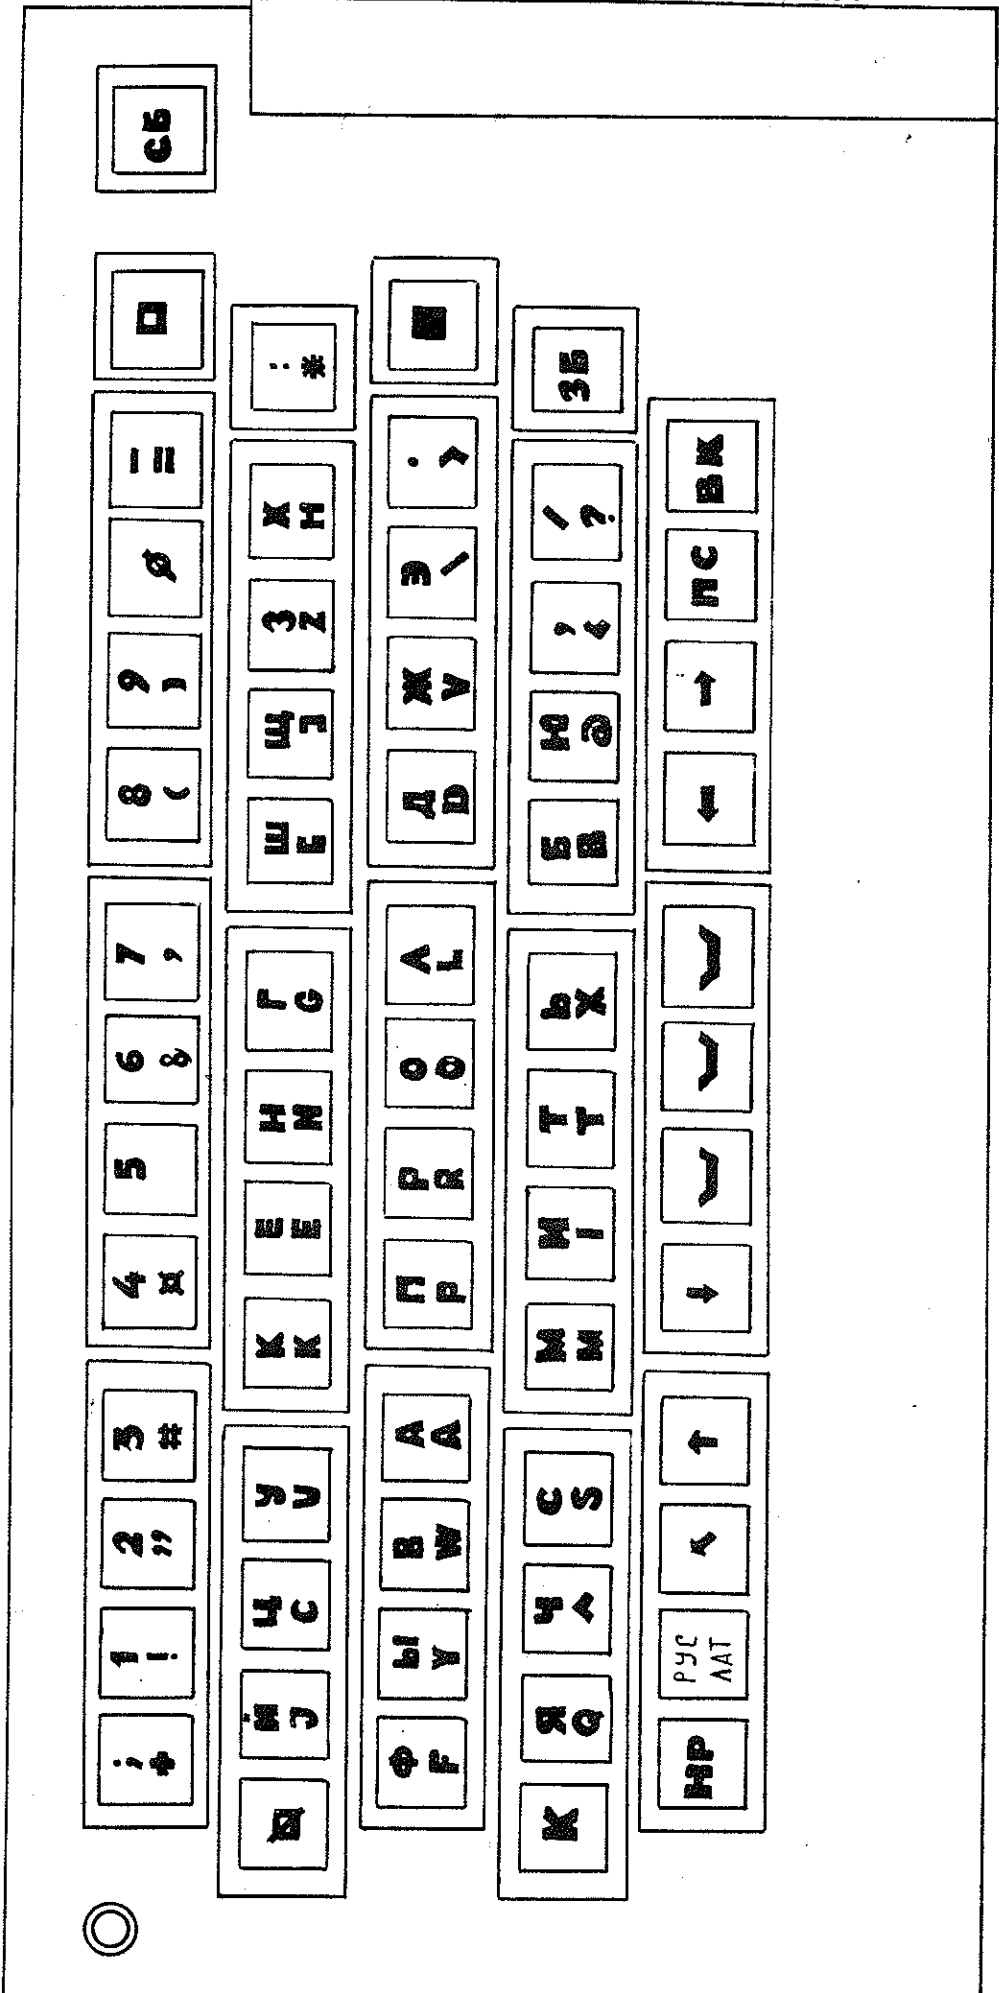 ; + 1 ! 2 " 3 # 4 ¤ 5 6 & 7 ' 8 ( 9 ) 0 - = □ СБ
Й J Ц C У U К K Е E Н N Г G Ш [ Щ ] З Z Х H : *
Ф F Ы Y В W А A П P Р R О O Л L Д D Ж V Э \ . > ■
К Я Q Ч ^ С S М M И I Т T Ь X Б B Ю @ , < / ? ЗБ
НР РУС ЛАТ ↖ ↑ ↓ ← → ПС ВК